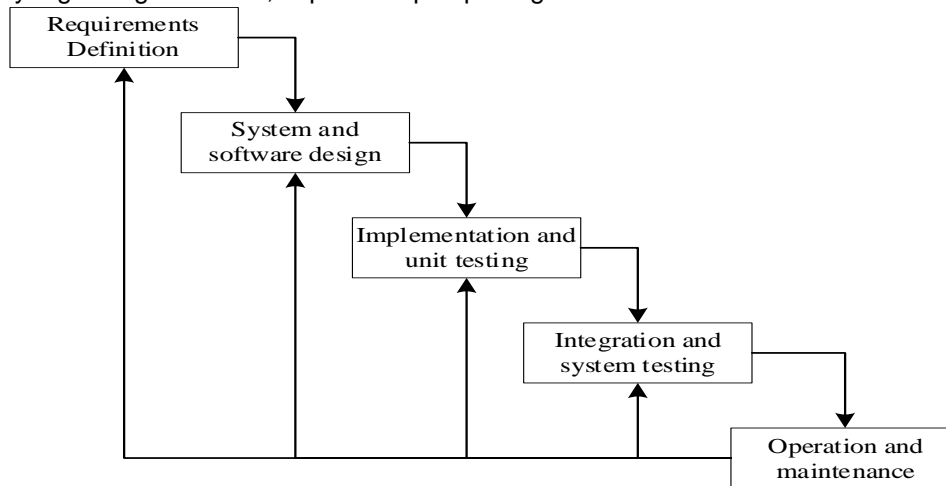 Requirements
Definition
System and
software design
Implementation and
unit testing
Integration and
system testing
Operation and
maintenance